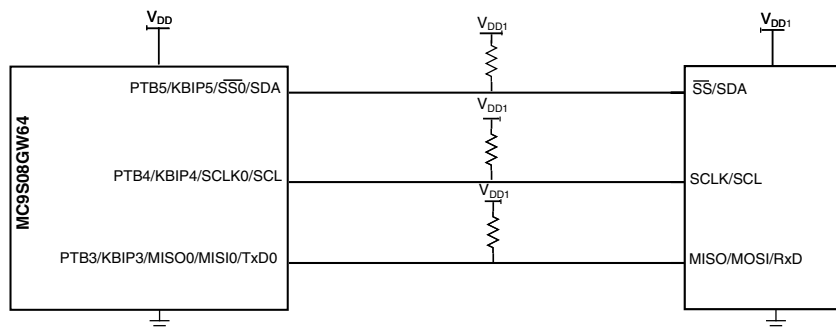 VDD
VDD1
VDD1
PTB5/KBIP5/SS0/SDA
SS/SDA
MC9S08GW64
VDD1
PTB4/KBIP4/SCLK0/SCL
SCLK/SCL
VDD1
PTB3/KBIP3/MISO0/MISI0/TxD0
MISO/MOSI/RxD